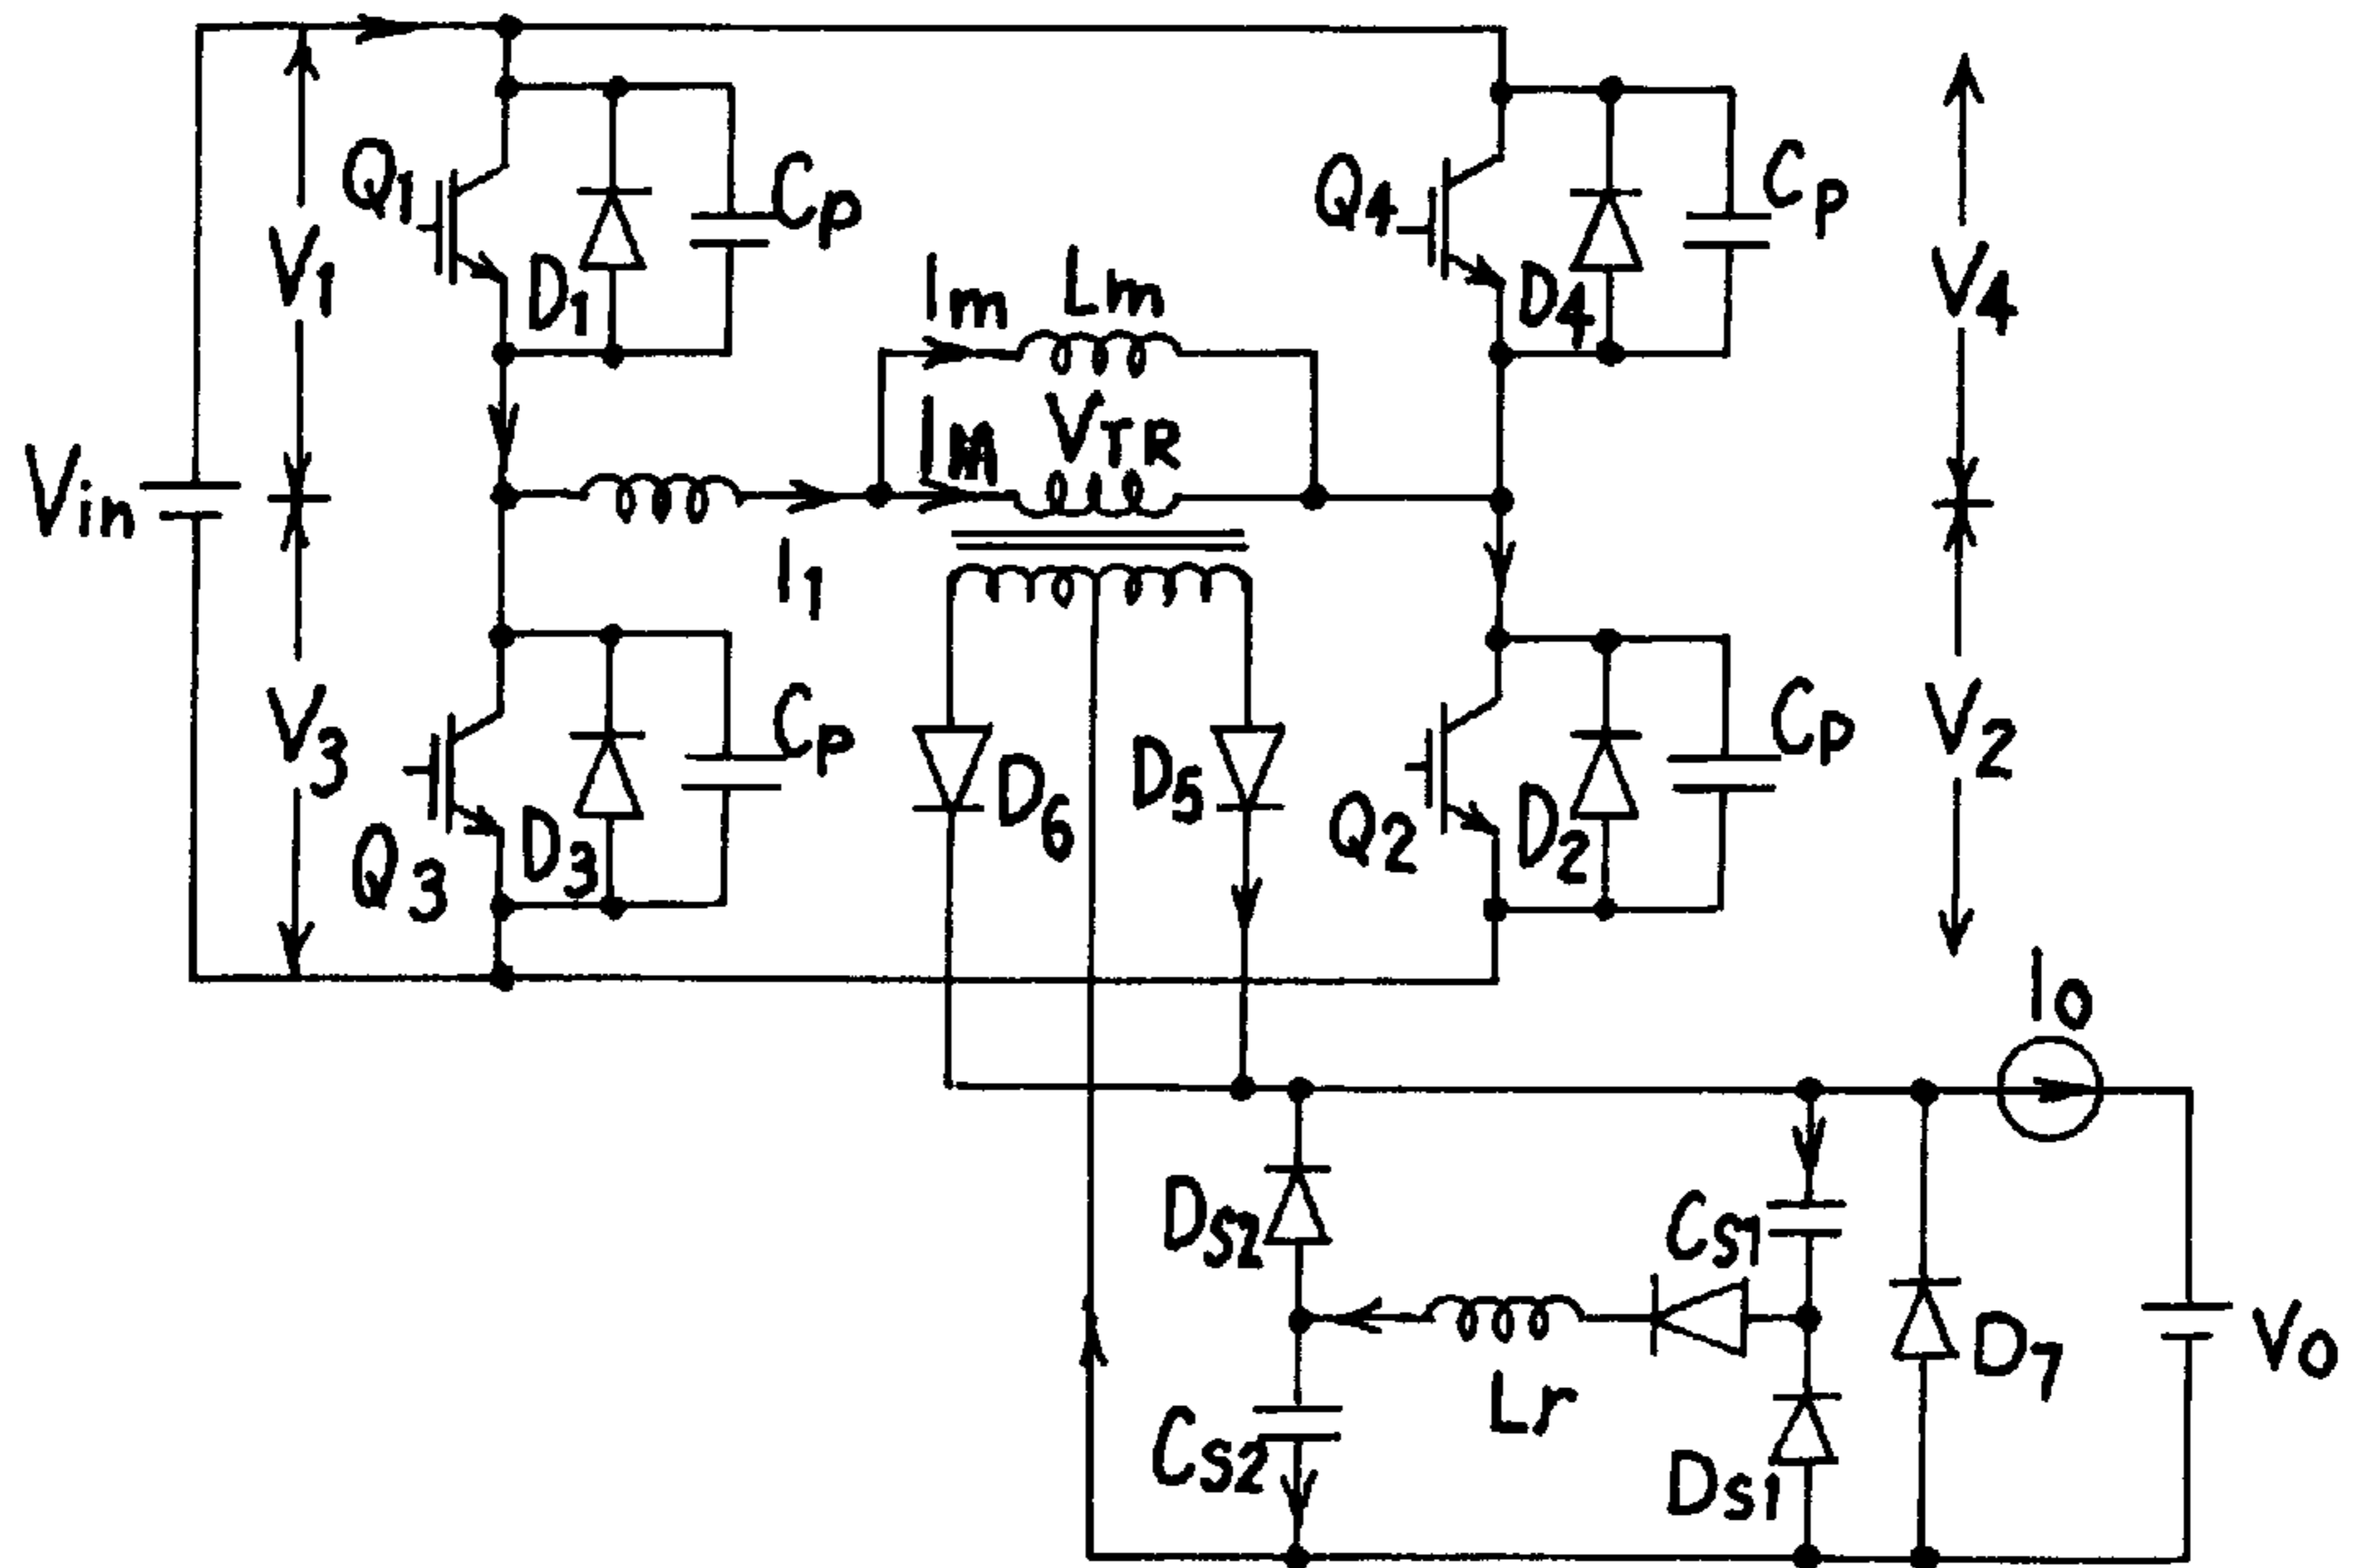 Q1
Cp
Q4
Cp
V1
D1
Im
Lm
D4
V4
IM
VTR
Vin
I1
V3
Cp
D6
D5
Cp
V2
Q3
D3
Q2
D2
Io
Ds2
Cs1
D7
Vo
Lr
Cs2
Ds1